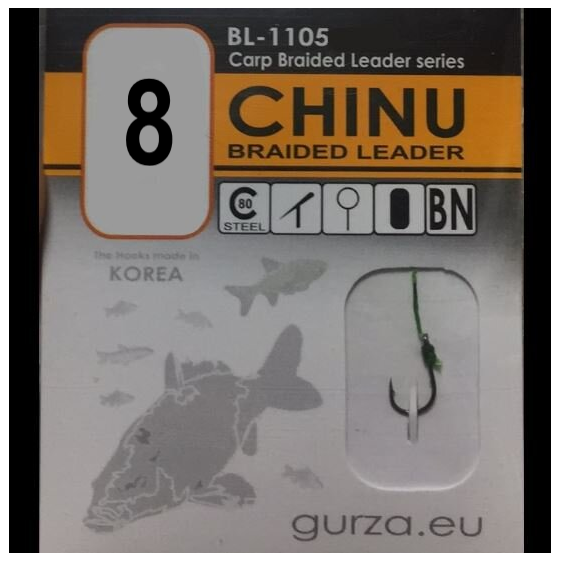 BL-1105
Carp Braided Leader series
8
CHINU
BRAIDED LEADER
C 80
STEEL
BN
The Hooks made in
KOREA
gurza.eu